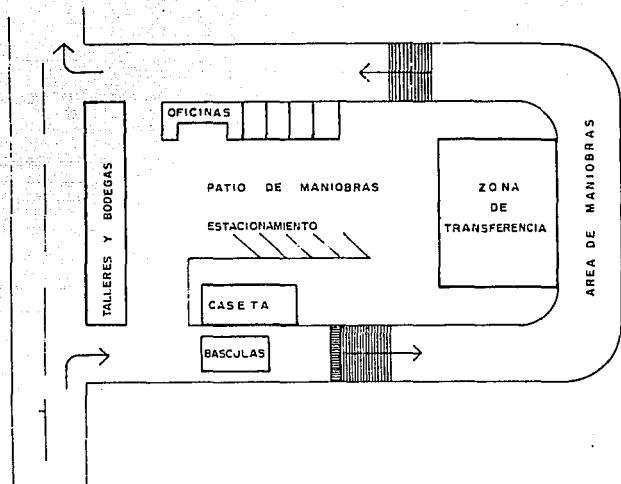 OFICINAS
TALLERES Y BODEGAS
PATIO DE MANIOBRAS
ESTACIONAMIENTO
ZONA
DE
TRANSFERENCIA
AREA DE MANIOBRAS
CASETA
BASCULAS